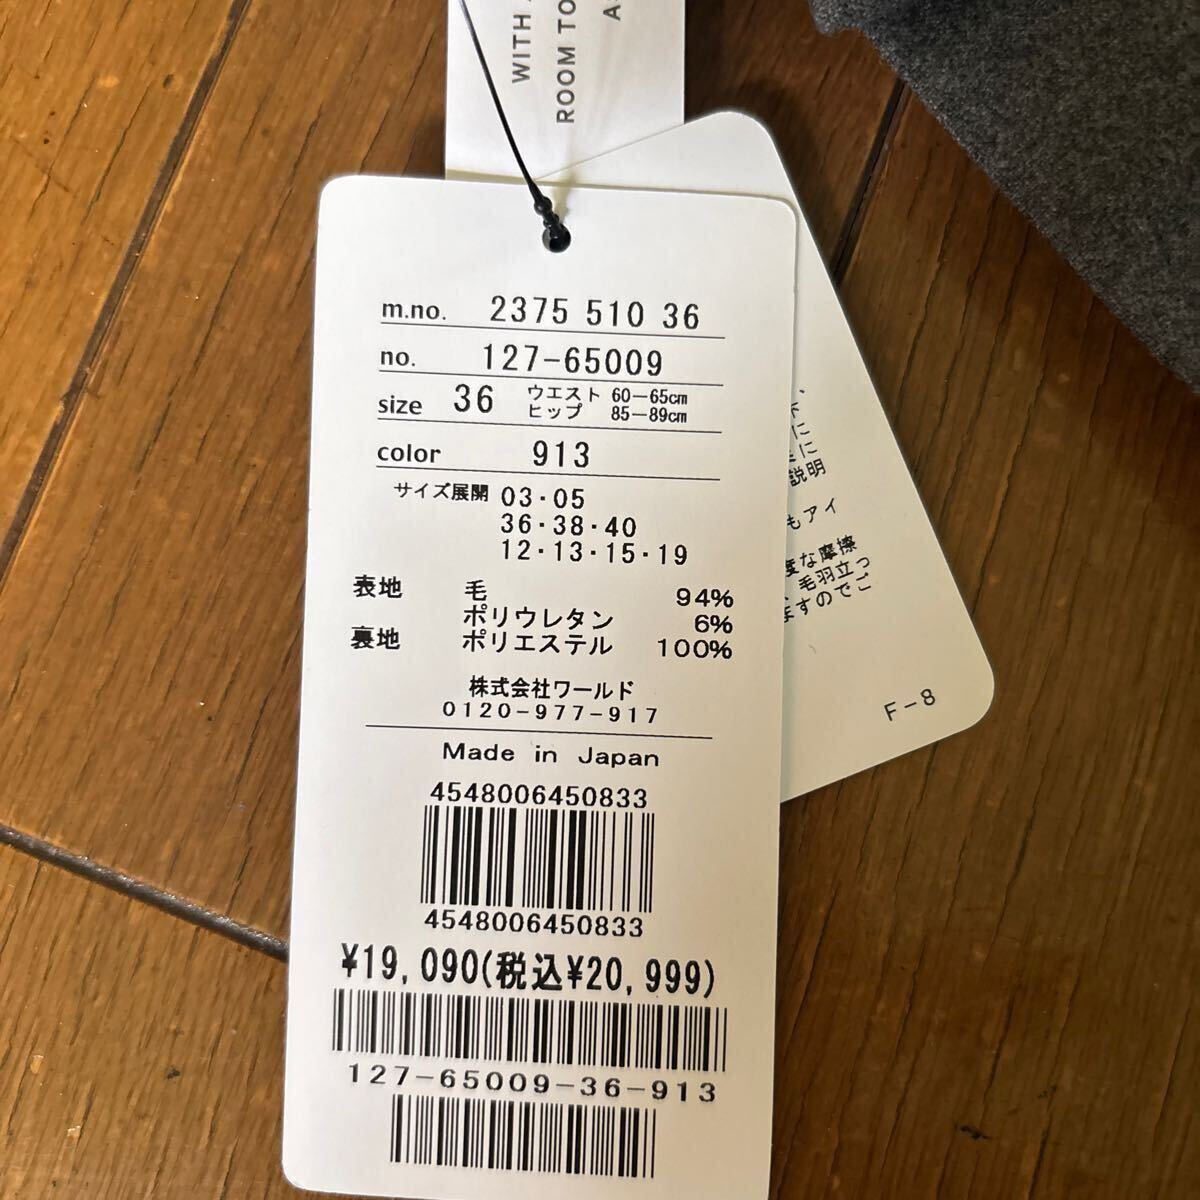 WITH
ROOM TO
A
m.no. 2375 510 36
no. 127-65009
size 36 ウエスト 60-65cm
ヒップ 85-89cm
color 913
サイズ展開 03・05
36・38・40
12・13・15・19
表地 毛 94%
ポリウレタン 6%
裏地 ポリエステル 100%
株式会社ワールド
0120-977-917
Made in Japan
4548006450833
4548006450833
¥19,090(税込¥20,999)
127-65009-36-913
に
に
説明
もアイ
度な摩擦
毛羽立っ
ますのでご
F-8